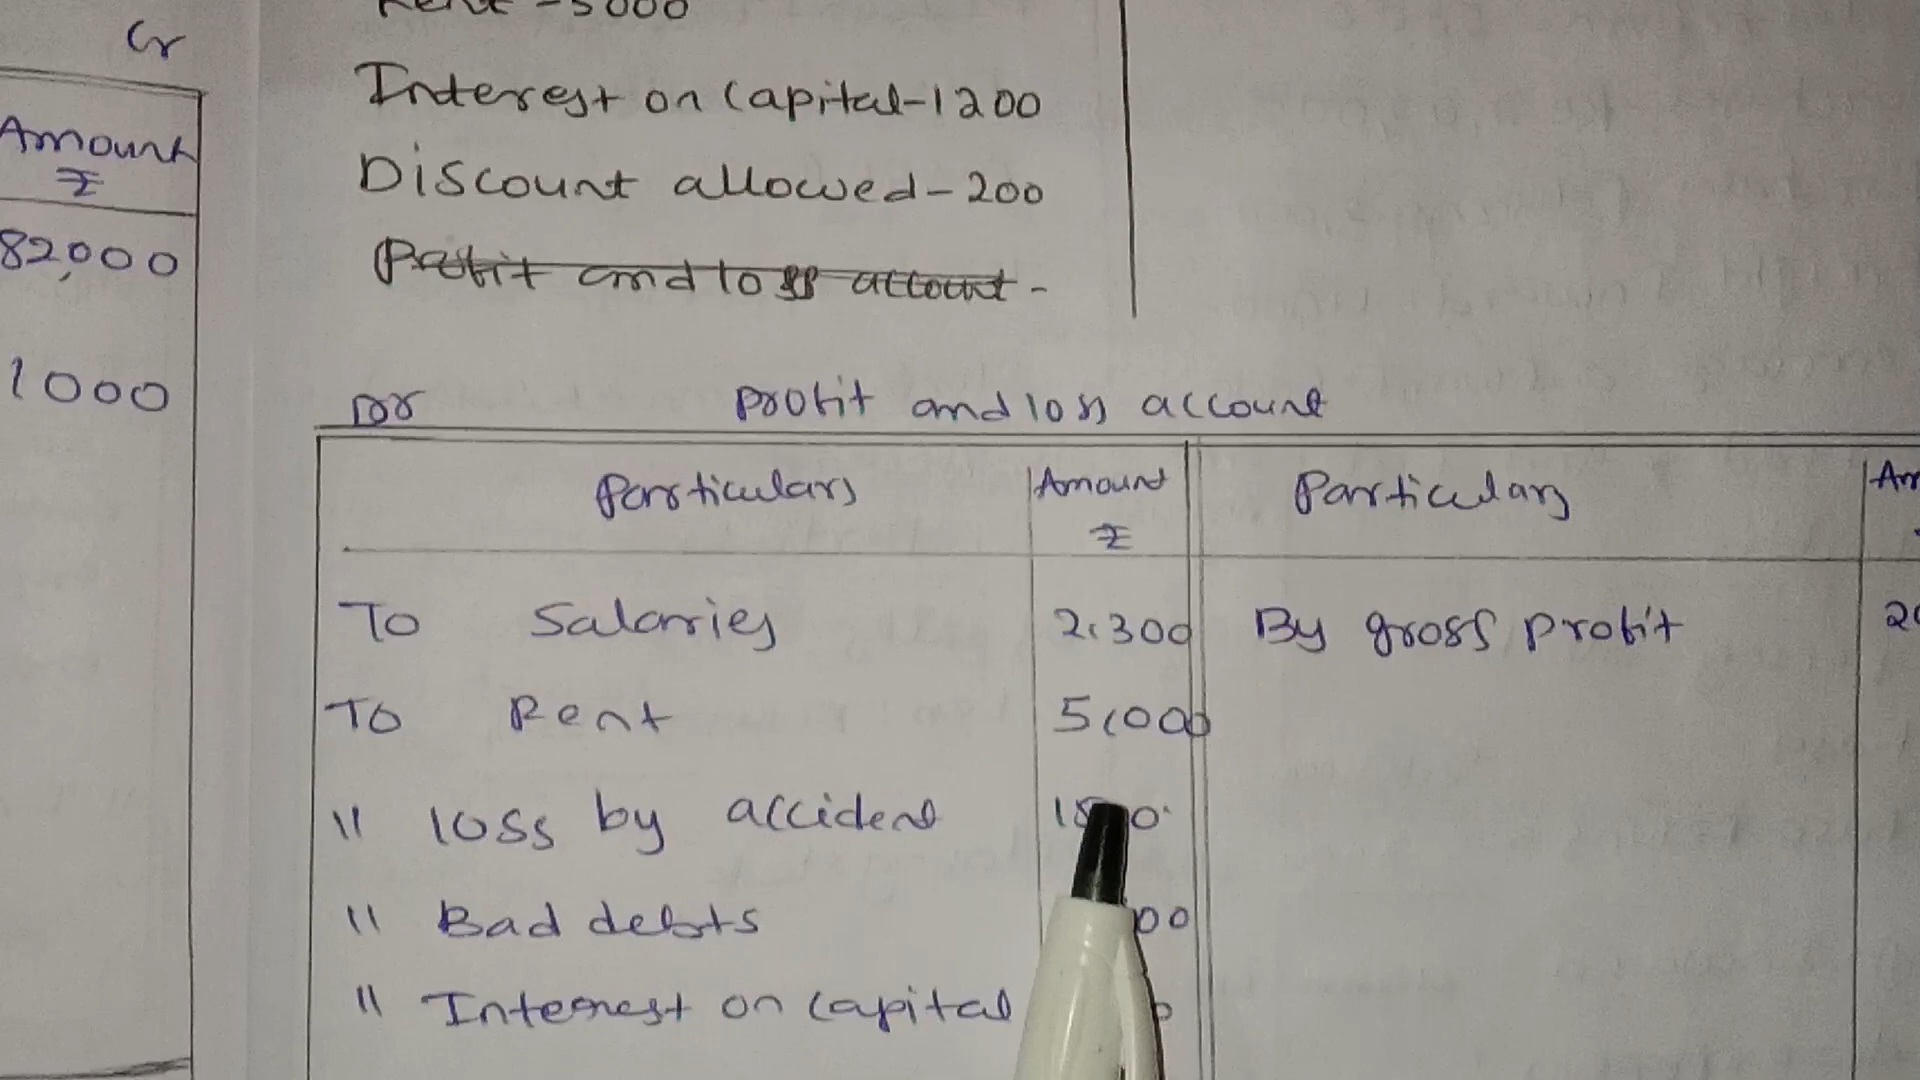 Cr
Amount
₹
82,000
1000
Rent - 5000
Interest on Capital-1200
Discount allowed-200
Profit and loss account -
Dr Profit and loss account
Particulars Amount Particulars
₹
To Salaries 2,300 By gross profit
To Rent 5,000
" loss by accident
" Bad debts
" Interest on Capital